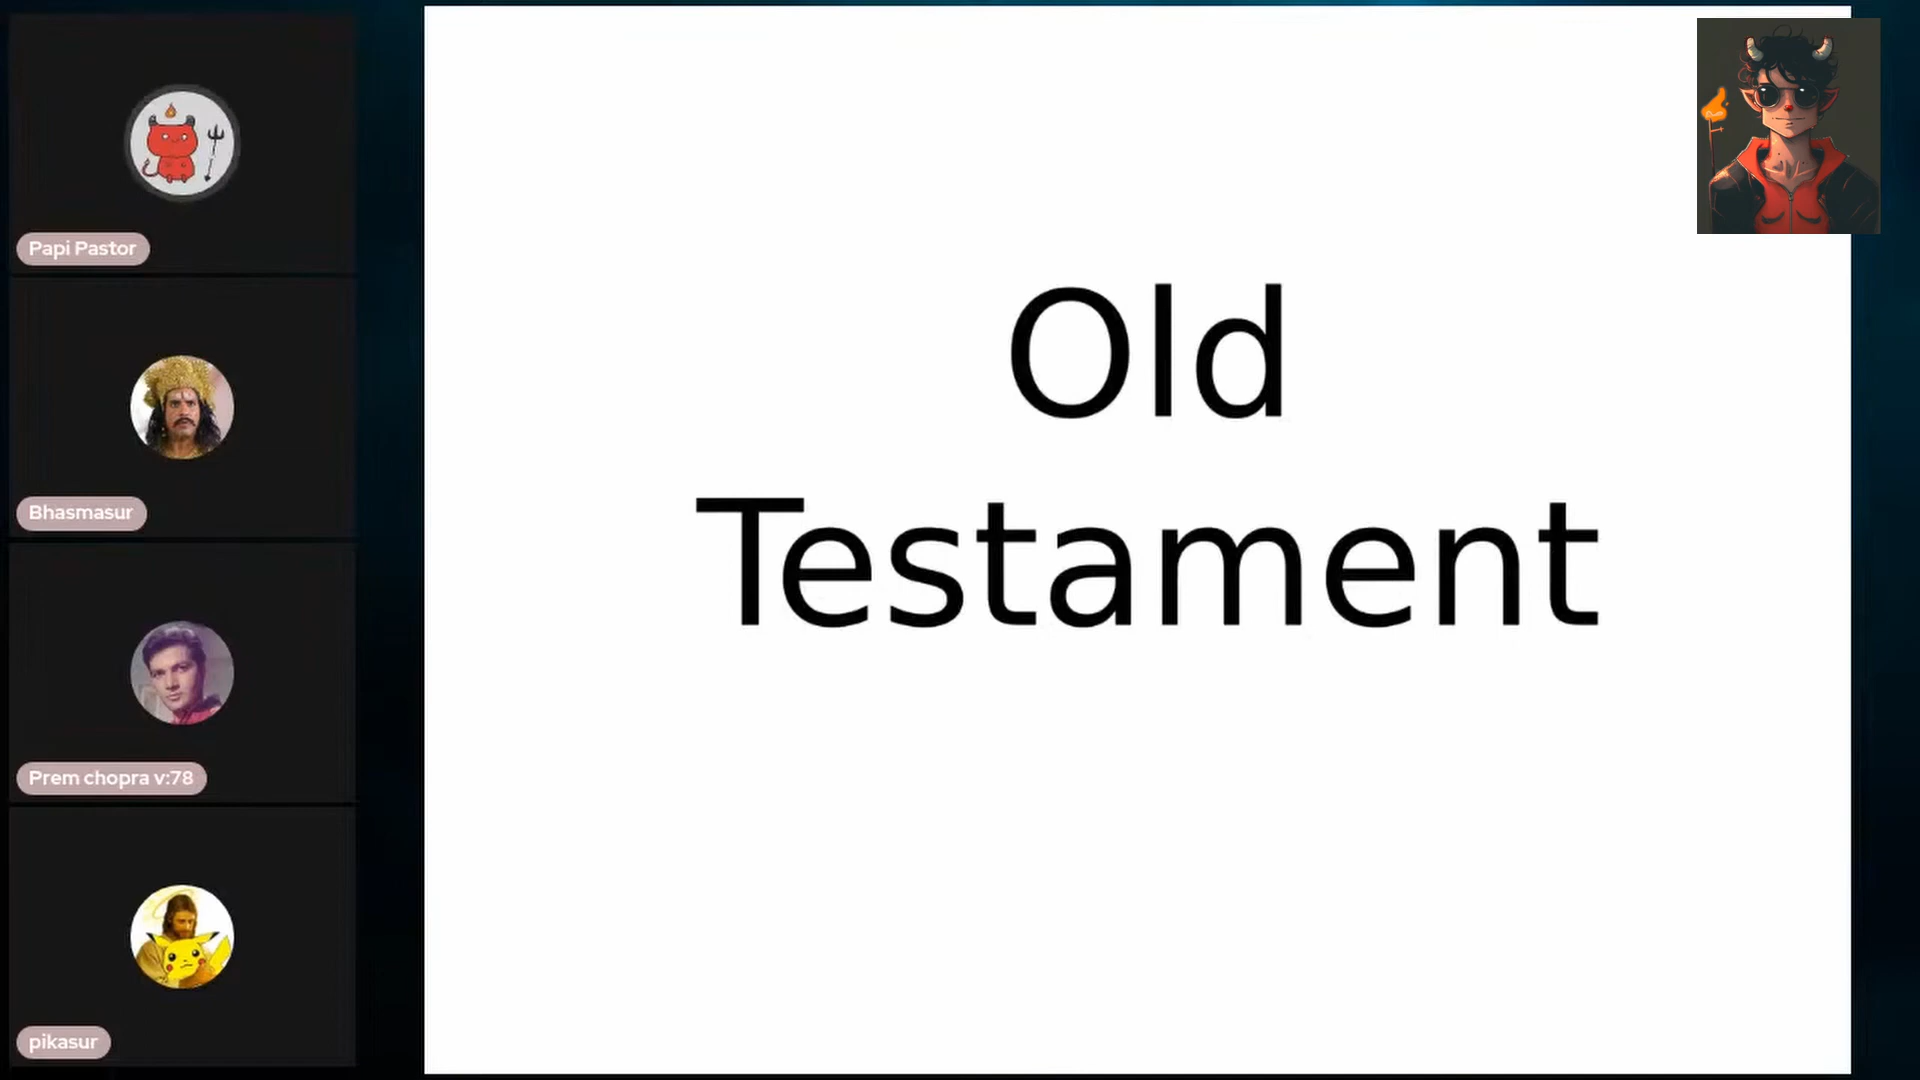 Papi Pastor
Bhasmasur
Prem chopra v:78
pikasur
Old
Testament